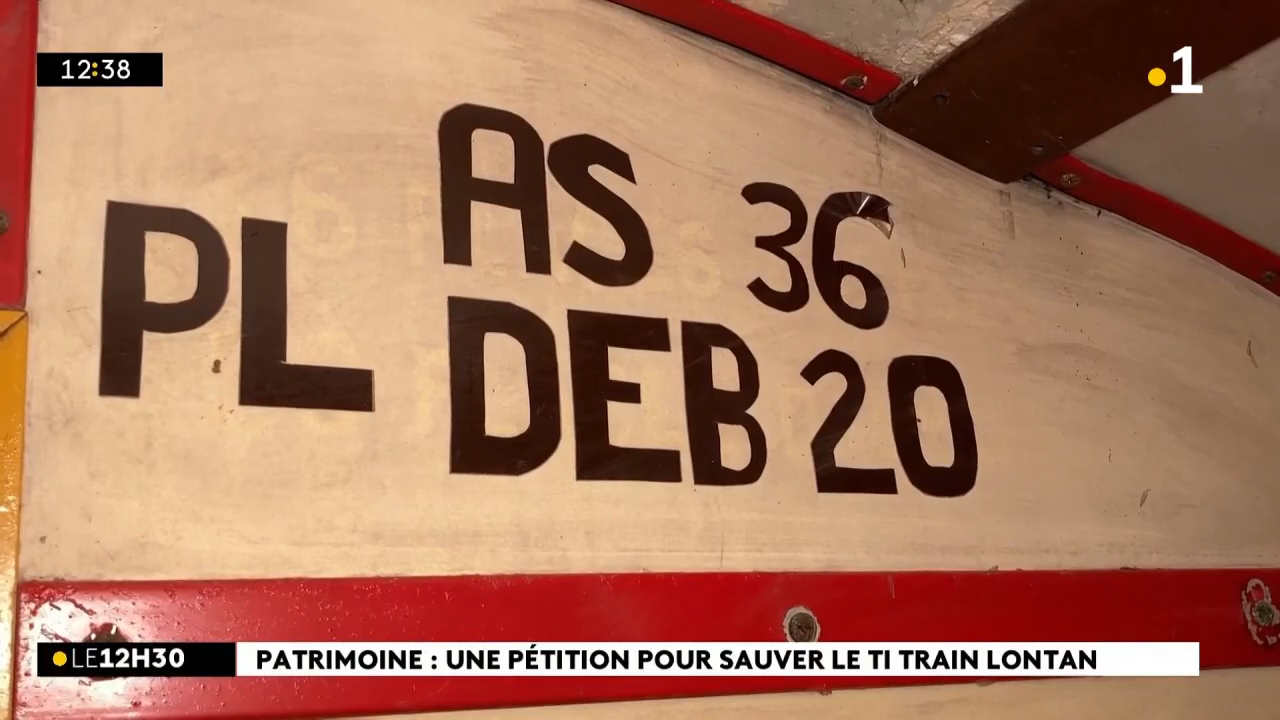 12:38
1
AS 36
PL
DEB 20
LE12H30
PATRIMOINE : UNE PÉTITION POUR SAUVER LE TI TRAIN LONTAN